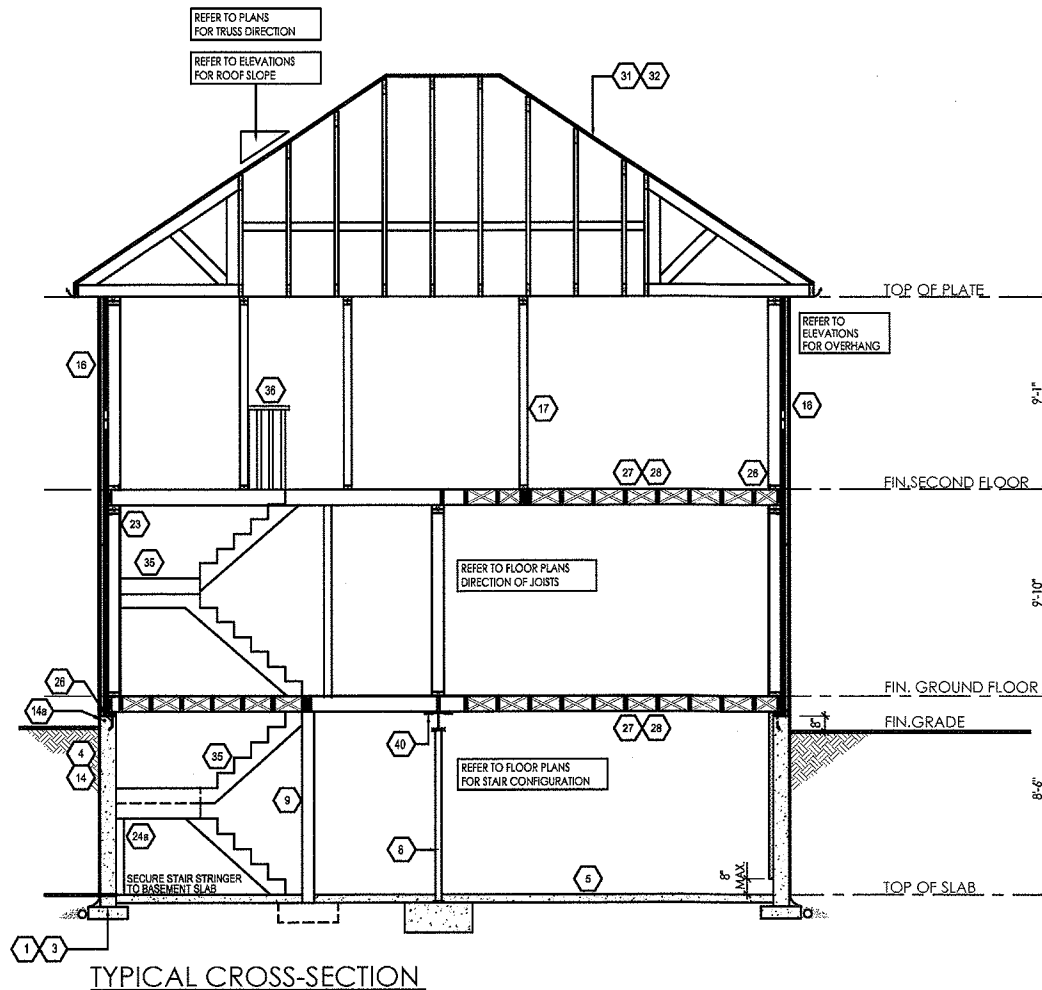 REFER TO PLANS
FOR TRUSS DIRECTION
REFER TO ELEVATIONS
FOR ROOF SLOPE
31 32
TOP OF PLATE
REFER TO
ELEVATIONS
FOR OVERHANG
16
18
36
17
9'-1"
27 28
26
FIN.SECOND FLOOR
23
35
REFER TO FLOOR PLANS
DIRECTION OF JOISTS
9'-10"
26
FIN. GROUND FLOOR
14a
8"
FIN.GRADE
40
27 28
4
14
35
REFER TO FLOOR PLANS
FOR STAIR CONFIGURATION
9
8'-6"
24a
8
SECURE STAIR STRINGER
TO BASEMENT SLAB
5
8"
MAX.
TOP OF SLAB
1 3
TYPICAL CROSS-SECTION